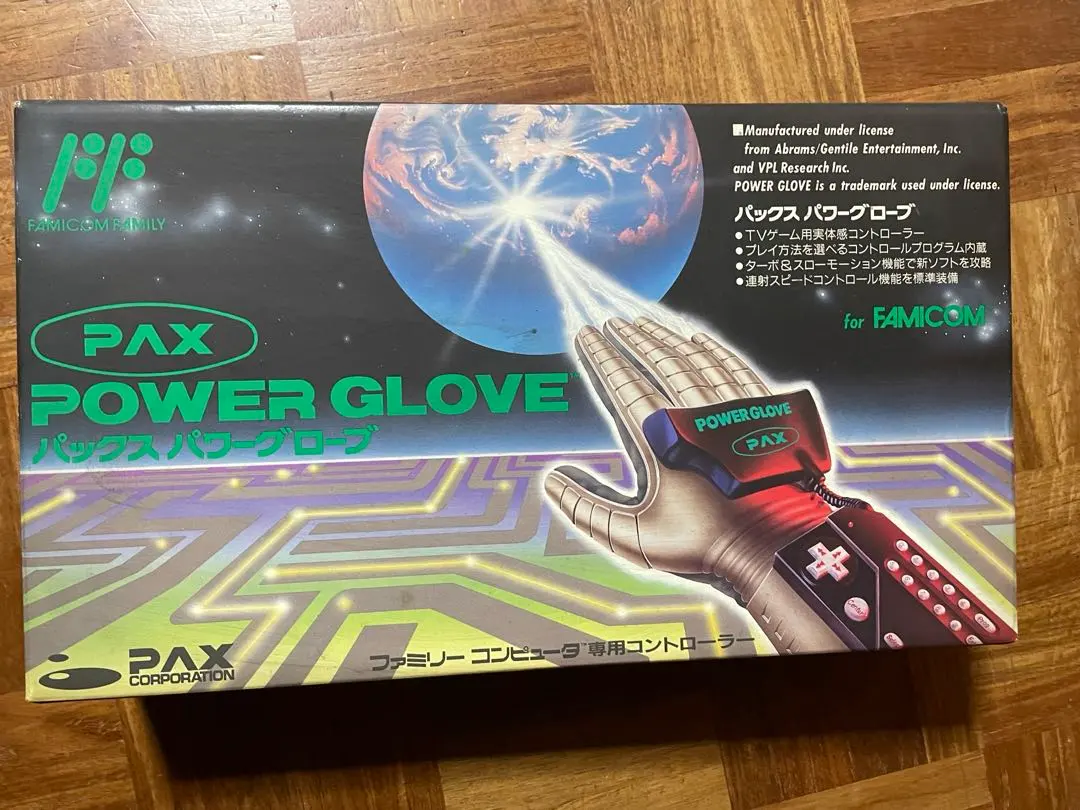 FAMICOM FAMILY
■Manufactured under license
from Abrams/Gentile Entertainment, Inc.
and VPL Research Inc.
POWER GLOVE is a trademark used under license.
パックス パワーグローブ
●TVゲーム用実体感コントローラー
●プレイ方法を選べるコントロールプログラム内蔵
●ターボ&スローモーション機能で新ソフトを攻略
●連射スピードコントロール機能を標準装備
for FAMICOM
PAX
POWER GLOVE™
パックス パワーグローブ
POWER GLOVE
PAX
Center
Prog
PAX
CORPORATION
ファミリー コンピュータ™専用コントローラー